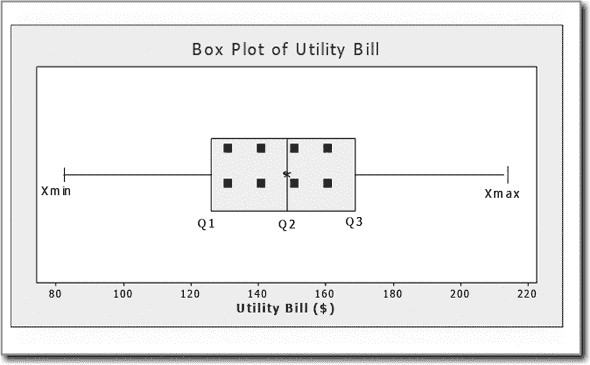 Box Plot of Utility Bill
Xmin
Xmax
Q1 Q2 Q3
80 100 120 140 160 180 200 220
Utility Bill ($)